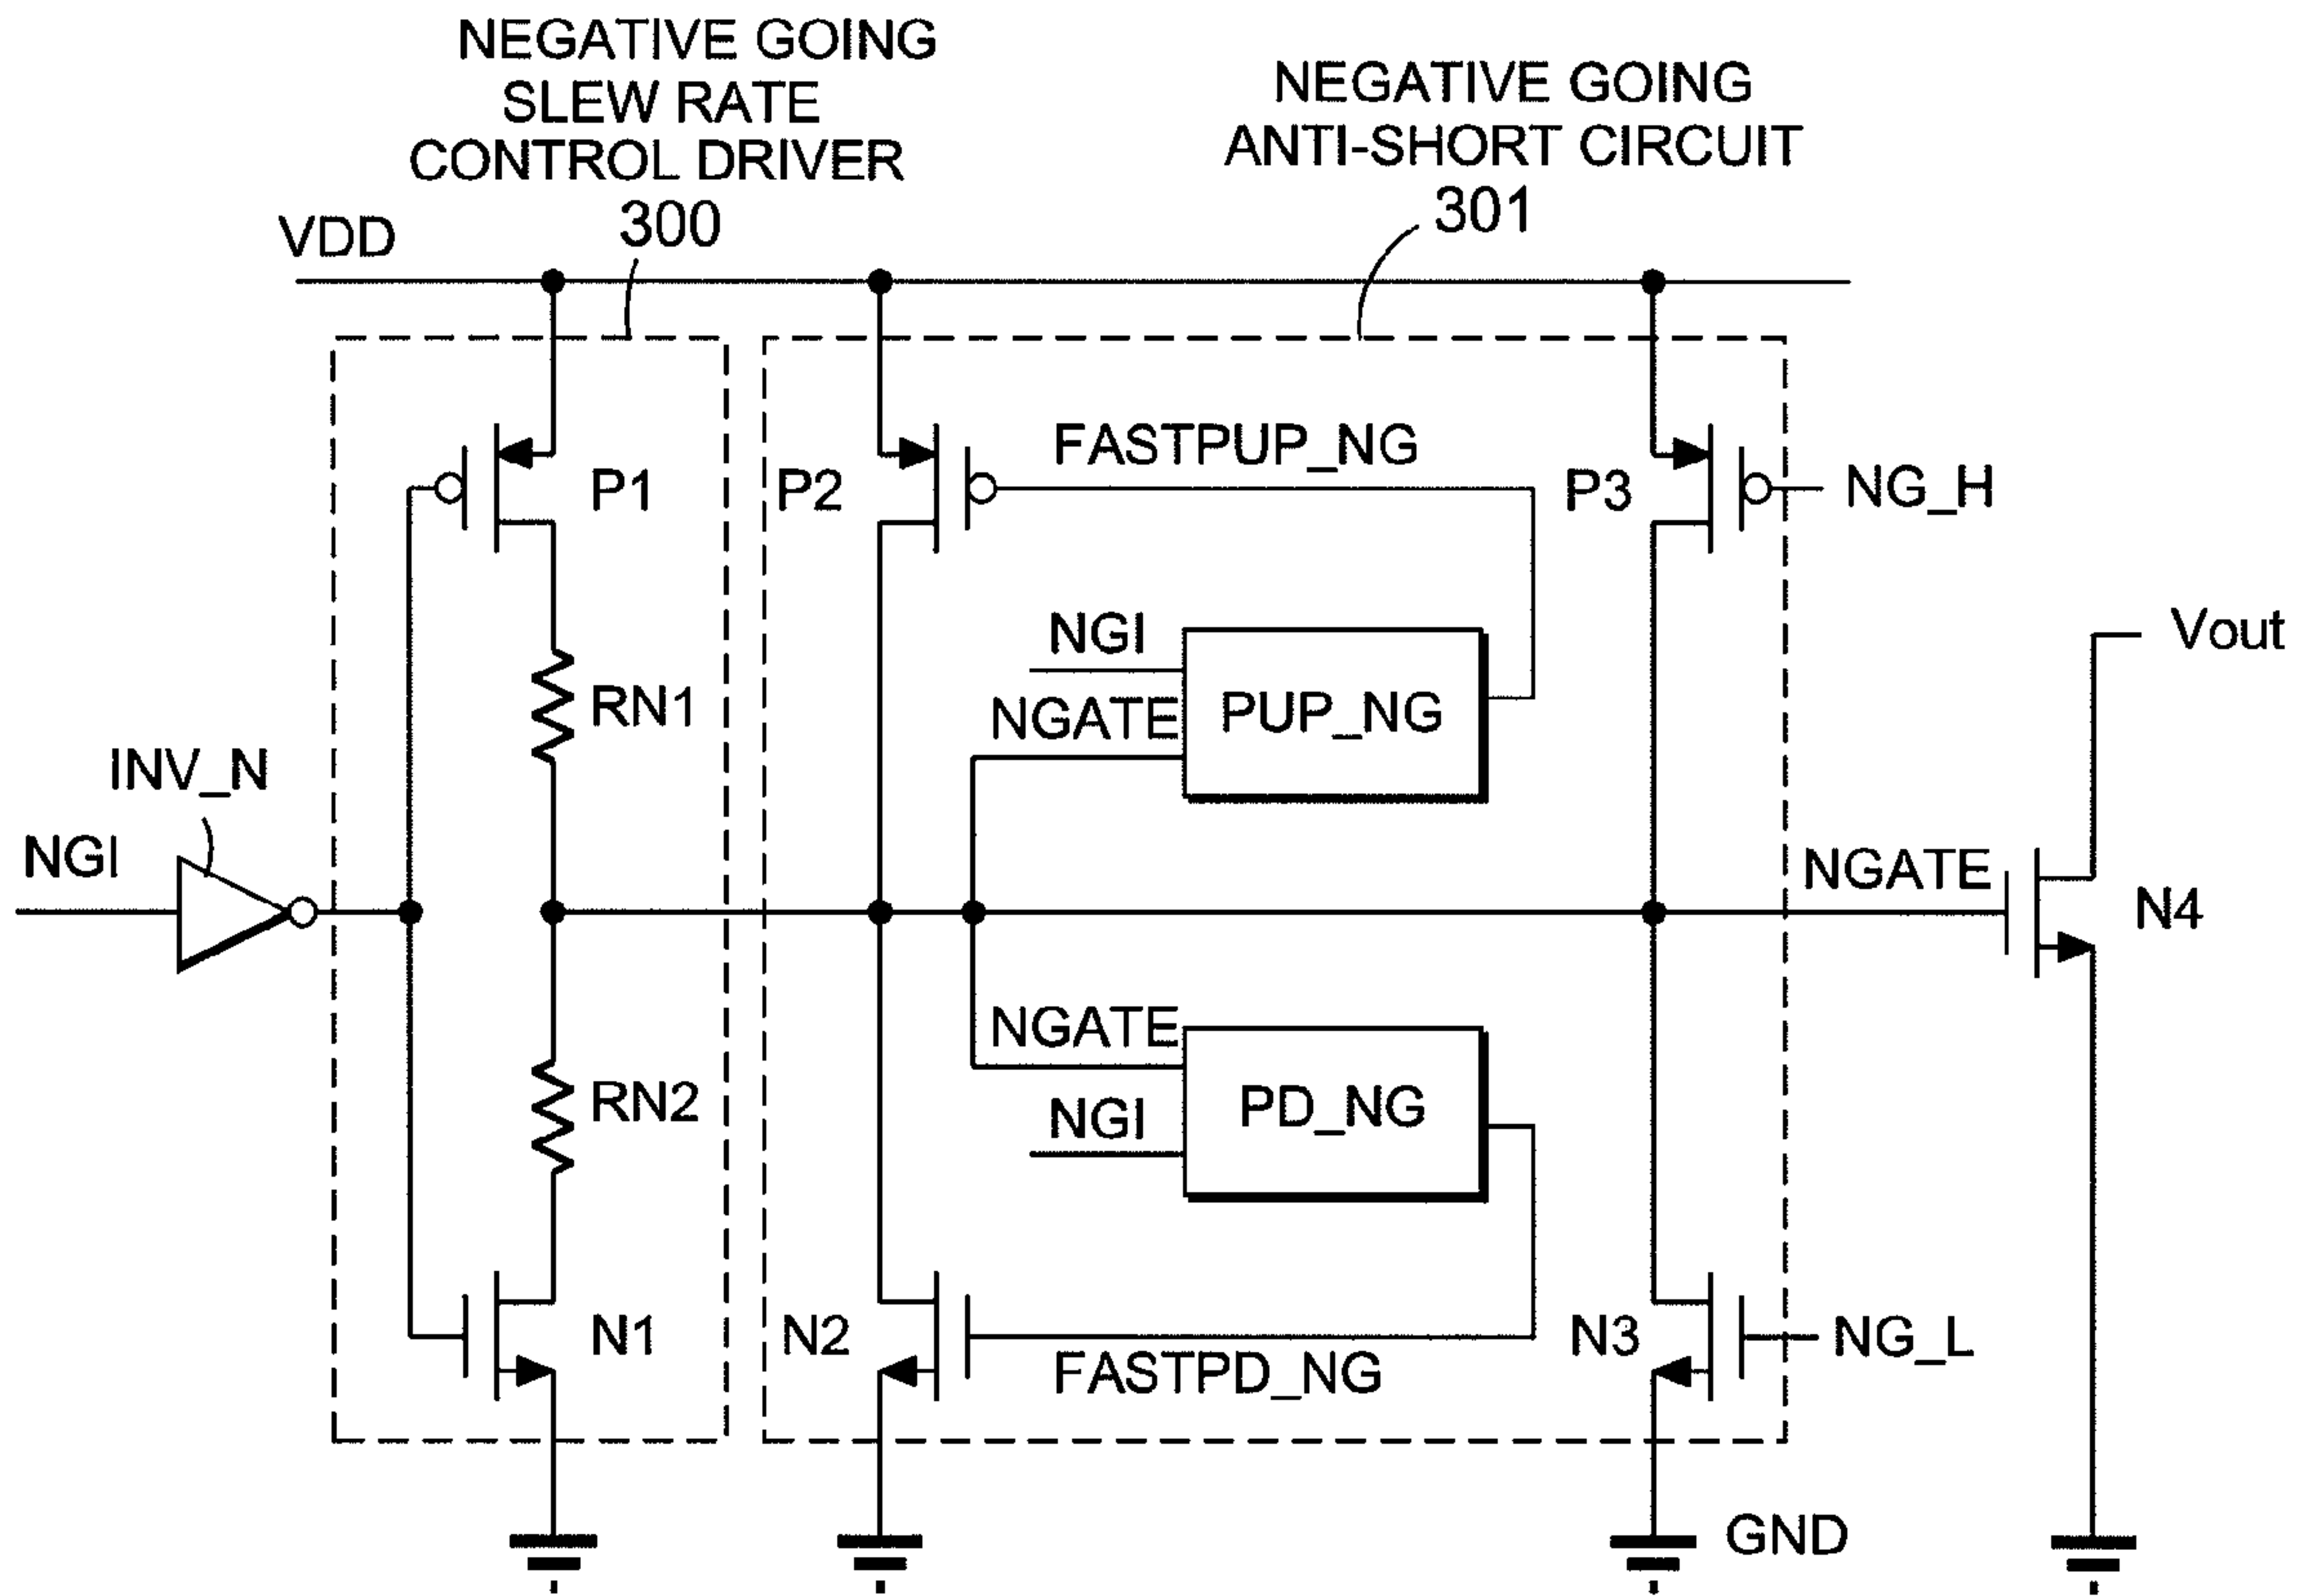 NEGATIVE GOING
SLEW RATE
CONTROL DRIVER
300
NEGATIVE GOING
ANTI-SHORT CIRCUIT
301
VDD
P1
P2
FASTPUP_NG
P3
NG_H
NGI
NGATE
PUP_NG
Vout
RN1
INV_N
NGI
NGATE
N4
NGATE
NGI
PD_NG
RN2
N1
N2
FASTPD_NG
N3
NG_L
GND